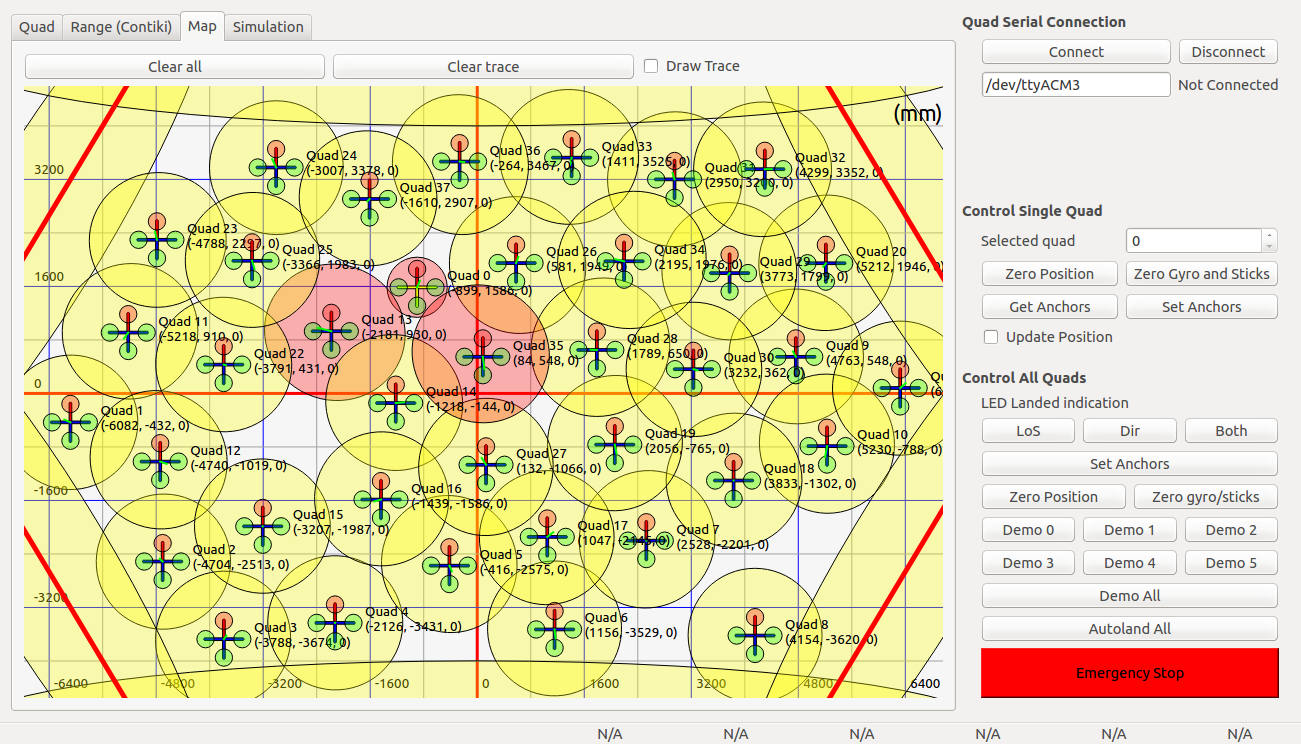 Quad
Range (Contiki)
Map
Simulation
Clear all
Clear trace
Draw Trace
(mm)
Quad 24
(-3007, 3378, 0)
Quad 37
(-1610, 2907, 0)
Quad 36
(-264, 3467, 0)
Quad 33
(1411, 3525, 0)
(2950, 3200, 0)
Quad 32
(4299, 3352, 0)
3200
Quad 23
(-4788, 2297, 0)
Quad 25
(-3366, 1983, 0)
Quad 0
(-899, 1586, 0)
Quad 26
(581, 1949, 0)
Quad 34
(2195, 1976, 0)
Quad 29
(3773, 1799, 0)
Quad 20
(5212, 1946, 0)
1600
Quad 11
(-5218, 910, 0)
Quad 22
(-3791, 431, 0)
Quad 13
(-2181, 930, 0)
Quad 35
(84, 548, 0)
Quad 28
(1789, 650, 0)
Quad 30
(3232, 362, 0)
Quad 9
(4763, 548, 0)
0
Quad 1
(-6082, -432, 0)
Quad 14
(-1218, -144, 0)
Quad 12
(-4740, -1019, 0)
Quad 27
(132, -1066, 0)
Quad 19
(2056, -765, 0)
Quad 10
(5230, -788, 0)
Quad 18
(3833, -1302, 0)
-1600
Quad 16
(-1439, -1586, 0)
Quad 15
(-3207, -1987, 0)
Quad 17
(1047, -2145, 0)
Quad 7
(2528, -2201, 0)
Quad 2
(-4704, -2513, 0)
Quad 5
(-416, -2575, 0)
-3200
Quad 3
(-3788, -3674, 0)
Quad 4
(-2126, -3431, 0)
Quad 6
(1156, -3529, 0)
Quad 8
(4154, -3620, 0)
-6400
-4800
-3200
-1600
0
1600
3200
4800
6400
Quad Serial Connection
Connect
Disconnect
/dev/ttyACM3
Not Connected
Control Single Quad
Selected quad
0
Zero Position
Zero Gyro and Sticks
Get Anchors
Set Anchors
Update Position
Control All Quads
LED Landed indication
LoS
Dir
Both
Set Anchors
Zero Position
Zero gyro/sticks
Demo 0
Demo 1
Demo 2
Demo 3
Demo 4
Demo 5
Demo All
Autoland All
Emergency Stop
N/A
N/A
N/A
N/A
N/A
N/A